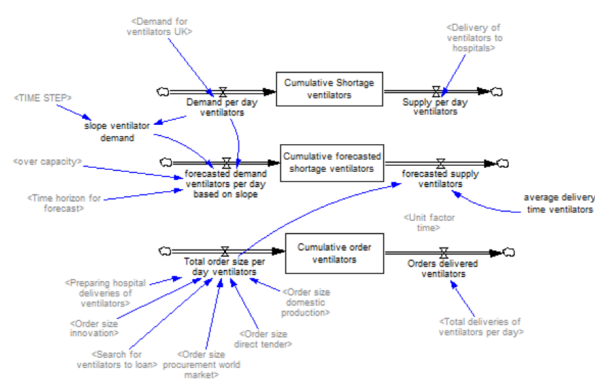 <Demand for
ventilators UK>
<Delivery of
ventilators to
hospitals>
Cumulative Shortage
ventilators
<TIME STEP>
Demand per day
ventilators
Supply per day
ventilators
slope ventilator
demand
Cumulative forecasted
shortage ventilators
<over capacity>
forecasted demand
ventilators per day
based on slope
forecasted supply
ventilators
<Time horizon for
forecast>
average delivery
time ventilators
<Unit factor
time>
Cumulative order
ventilators
Total order size per
day ventilators
Orders delivered
ventilators
<Preparing hospital
deliveries of
ventilators>
<Order size
domestic
production>
<Order size
innovation>
<Order size
direct tender>
<Total deliveries of
ventilators per day>
<Search for
ventilators to loan>
<Order size
procurement world
market>